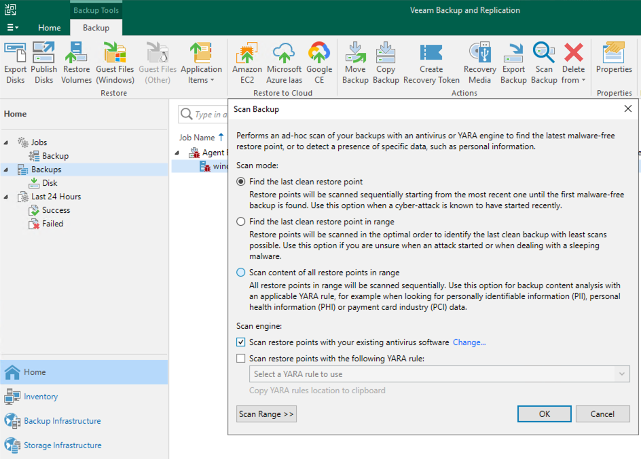 Backup Tools
Veeam Backup and Replication
Home
Backup
Export Disks
Publish Disks
Restore Volumes
Guest Files (Windows)
Guest Files (Other)
Application Items
Amazon EC2
Microsoft Azure Iaas
Google CE
Move Backup
Copy Backup
Create Recovery Token
Recovery Media
Export Backup
Scan Backup
Delete from
Properties
Restore
Restore to Cloud
Actions
Properties
Home
Jobs
Backup
Backups
Disk
Last 24 Hours
Success
Failed
Type in a
Job Name
Agent
wind
Scan Backup
Performs an ad-hoc scan of your backups with an antivirus or YARA engine to find the latest malware-free
restore point, or to detect a presence of specific data, such as personal information.
Scan mode:
Find the last clean restore point
Restore points will be scanned sequentially starting from the most recent one until the first malware-free
backup is found. Use this option when a cyber-attack is known to have started recently.
Find the last clean restore point in range
Restore points will be scanned in the optimal order to identify the last clean backup with least scans
possible. Use this option if you are unsure when an attack started or when dealing with a sleeping
malware.
Scan content of all restore points in range
All restore points in range will be scanned sequentially. Use this option for backup content analysis with
an applicable YARA rule, for example when looking for personally identifiable information (PII), personal
health information (PHI) or payment card industry (PCI) data.
Scan engine:
Scan restore points with your existing antivirus software Change...
Scan restore points with the following YARA rule:
Select a YARA rule to use
Copy YARA rules location to clipboard
Scan Range >>
OK
Cancel
Home
Inventory
Backup Infrastructure
Storage Infrastructure